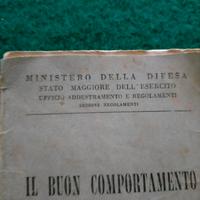 MINISTERO DELLA DIFESA
STATO MAGGIORE DELL'ESERCITO
UFFICIO ADDESTRAMENTO E REGOLAMENTI
SEZIONE REGOLAMENTI
IL BUON COMPORTAMENTO